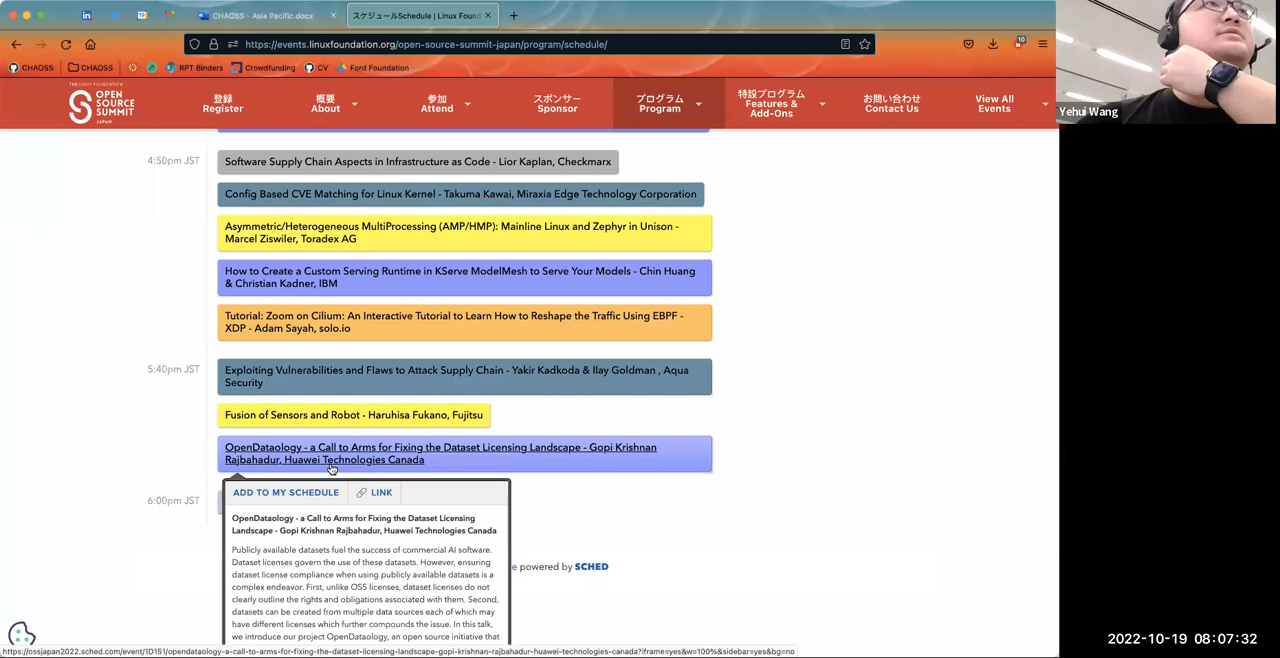 CHAOSS - Asia Pacific.docx
スケジュールSchedule | Linux Found
https://events.linuxfoundation.org/open-source-summit-japan/program/schedule/
10
CHAOSS
CHAOSS
RPT Binders
Crowdfunding
CV
Ford Foundation
THE LINUX FOUNDATION
OPEN
SOURCE
SUMMIT
JAPAN
登録
Register
概要
About
参加
Attend
スポンサー
Sponsor
プログラム
Program
特設プログラム
Features &
Add-Ons
お問い合わせ
Contact Us
View All
Events
Yehui Wang
4:50pm JST
Software Supply Chain Aspects in Infrastructure as Code - Lior Kaplan, Checkmarx
Config Based CVE Matching for Linux Kernel - Takuma Kawai, Miraxia Edge Technology Corporation
Asymmetric/Heterogeneous MultiProcessing (AMP/HMP): Mainline Linux and Zephyr in Unison -
Marcel Ziswiler, Toradex AG
How to Create a Custom Serving Runtime in KServe ModelMesh to Serve Your Models - Chin Huang
& Christian Kadner, IBM
Tutorial: Zoom on Cilium: An Interactive Tutorial to Learn How to Reshape the Traffic Using EBPF -
XDP - Adam Sayah, solo.io
5:40pm JST
Exploiting Vulnerabilities and Flaws to Attack Supply Chain - Yakir Kadkoda & Ilay Goldman , Aqua
Security
Fusion of Sensors and Robot - Haruhisa Fukano, Fujitsu
OpenDataology - a Call to Arms for Fixing the Dataset Licensing Landscape - Gopi Krishnan
Rajbahadur, Huawei Technologies Canada
6:00pm JST
ADD TO MY SCHEDULE
LINK
OpenDataology - a Call to Arms for Fixing the Dataset Licensing
Landscape - Gopi Krishnan Rajbahadur, Huawei Technologies Canada
Publicly available datasets fuel the success of commercial AI software.
Dataset licenses govern the use of these datasets. However, ensuring
dataset license compliance when using publicly available datasets is a
complex endeavor. First, unlike OSS licenses, dataset licenses do not
clearly outline the rights and obligations associated with them. Second,
datasets can be created from multiple data sources each of which may
have different licenses which further compounds the issue. In this talk,
we introduce our project OpenDataology, an open source initiative that
e powered by SCHED
https://ossjapan2022.sched.com/event/1D151/opendataology-a-call-to-arms-for-fixing-the-dataset-licensing-landscape-gopi-krishnan-rajbahadur-huawei-technologies-canada?iframe=yes&w=100%&sidebar=yes&bg=no
2022-10-19 08:07:32